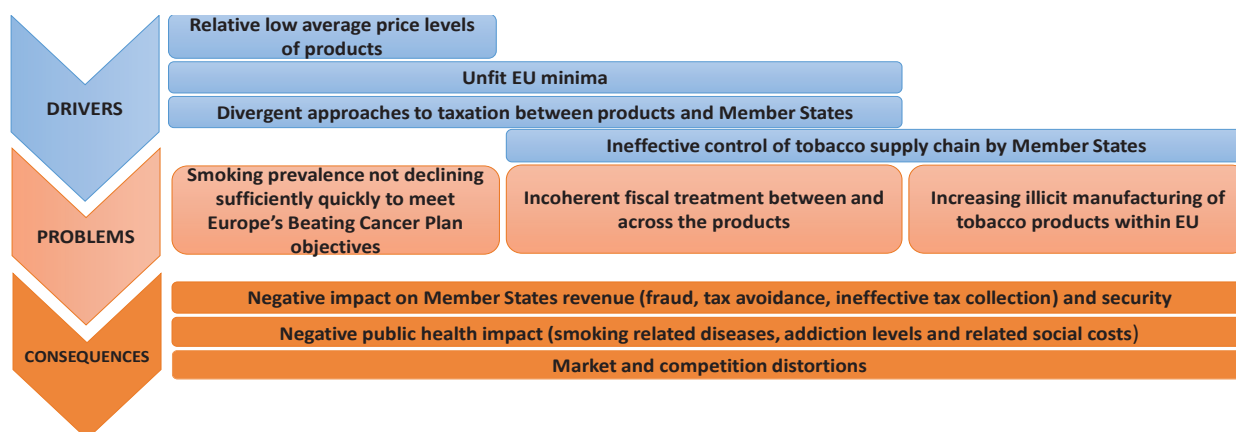 Relative low average price levels
of products
Unfit EU minima
DRIVERS
Divergent approaches to taxation between products and Member States
Ineffective control of tobacco supply chain by Member States
Smoking prevalence not declining
sufficiently quickly to meet
Europe's Beating Cancer Plan
objectives
Incoherent fiscal treatment between and
across the products
Increasing illicit manufacturing of
tobacco products within EU
PROBLEMS
Negative impact on Member States revenue (fraud, tax avoidance, ineffective tax collection) and security
Negative public health impact (smoking related diseases, addiction levels and related social costs)
CONSEQUENCES
Market and competition distortions